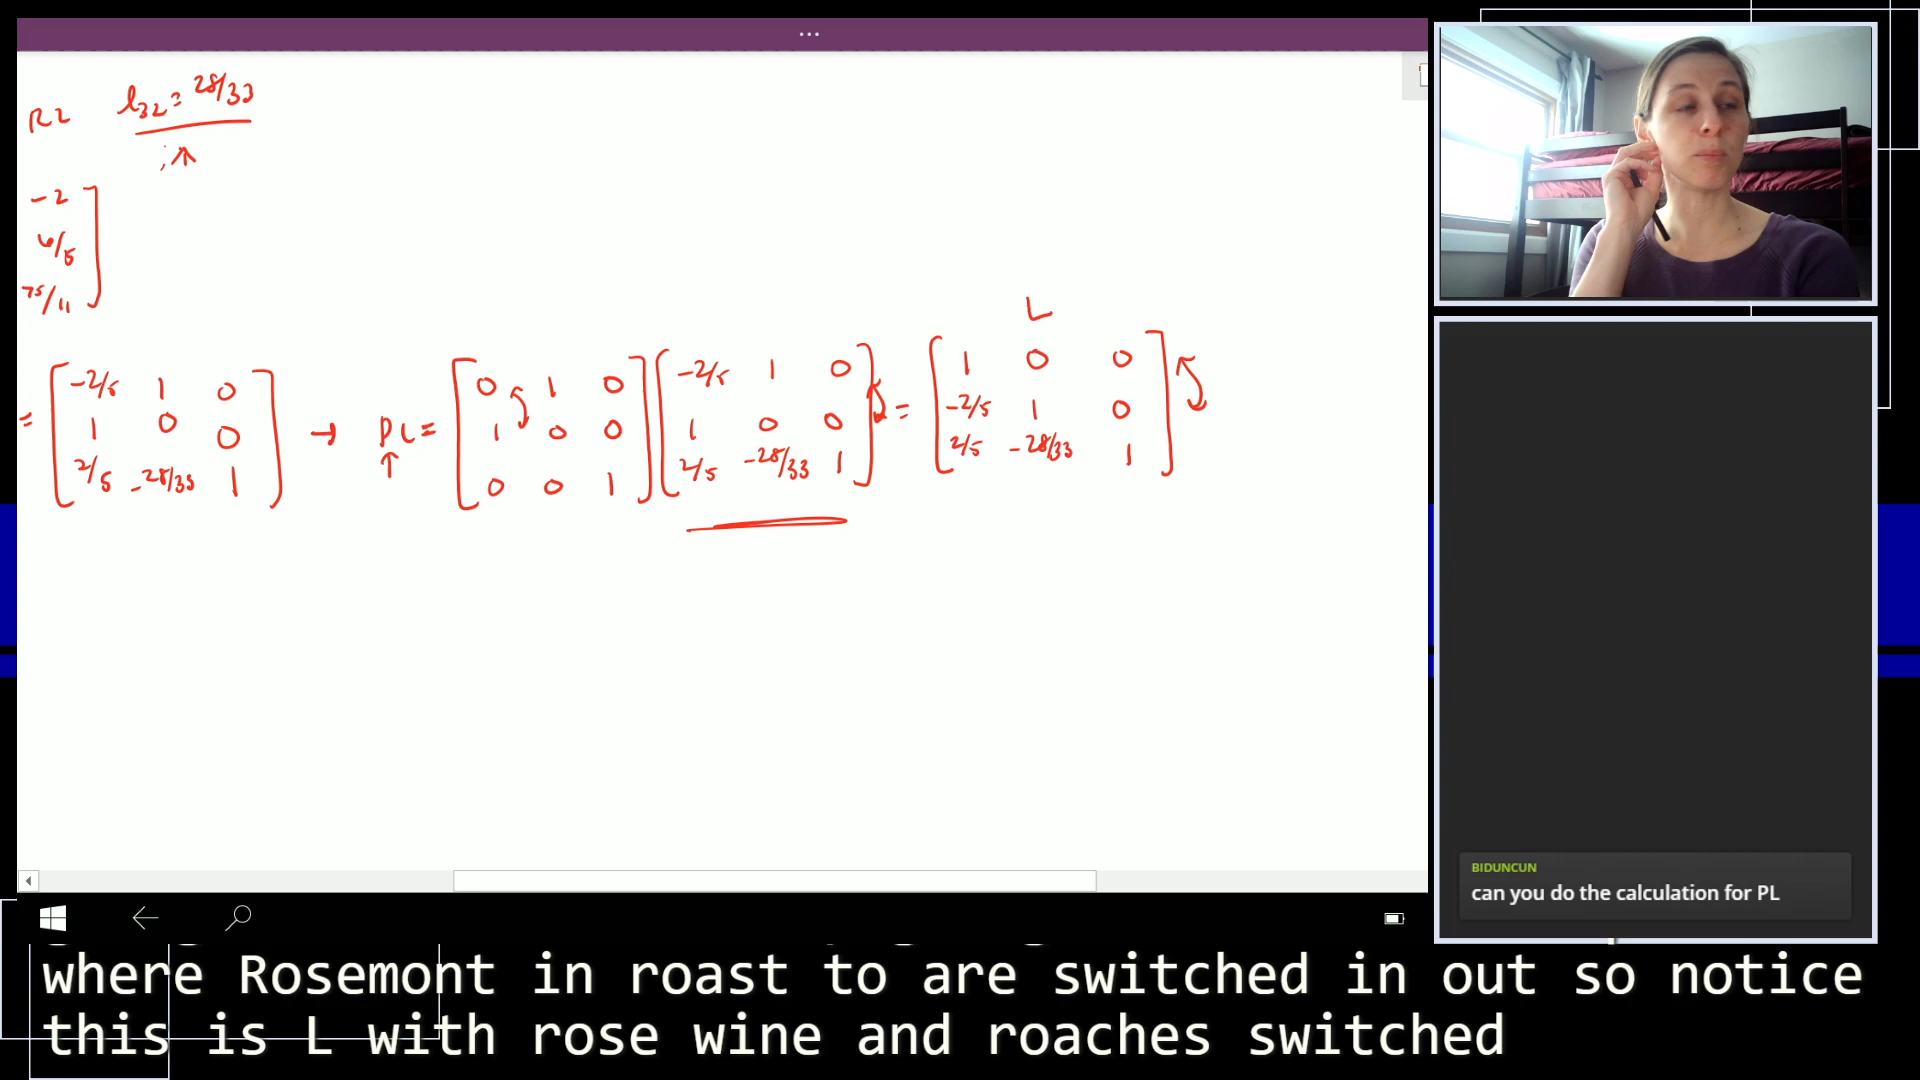 ...
R2 l32 = 28/33
-2
6/5
75/11
L
= [ -2/5 1 0 → PL = [ 0 1 0 [ -2/5 1 0 = [ 1 0 0
1 0 0 1 0 0 1 0 0 -2/5 1 0
2/5 -28/33 1 ] 0 0 1 ] 2/5 -28/33 1 ] 2/5 -28/33 1 ]
BIDUNCUN
can you do the calculation for PL
where Rosemont in roast to are switched in out so notice
this is L with rose wine and roaches switched